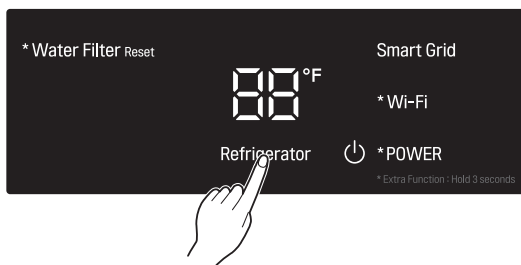 * Water Filter Reset
88°F
Refrigerator
Smart Grid
* Wi-Fi
* POWER
* Extra Function : Hold 3 seconds